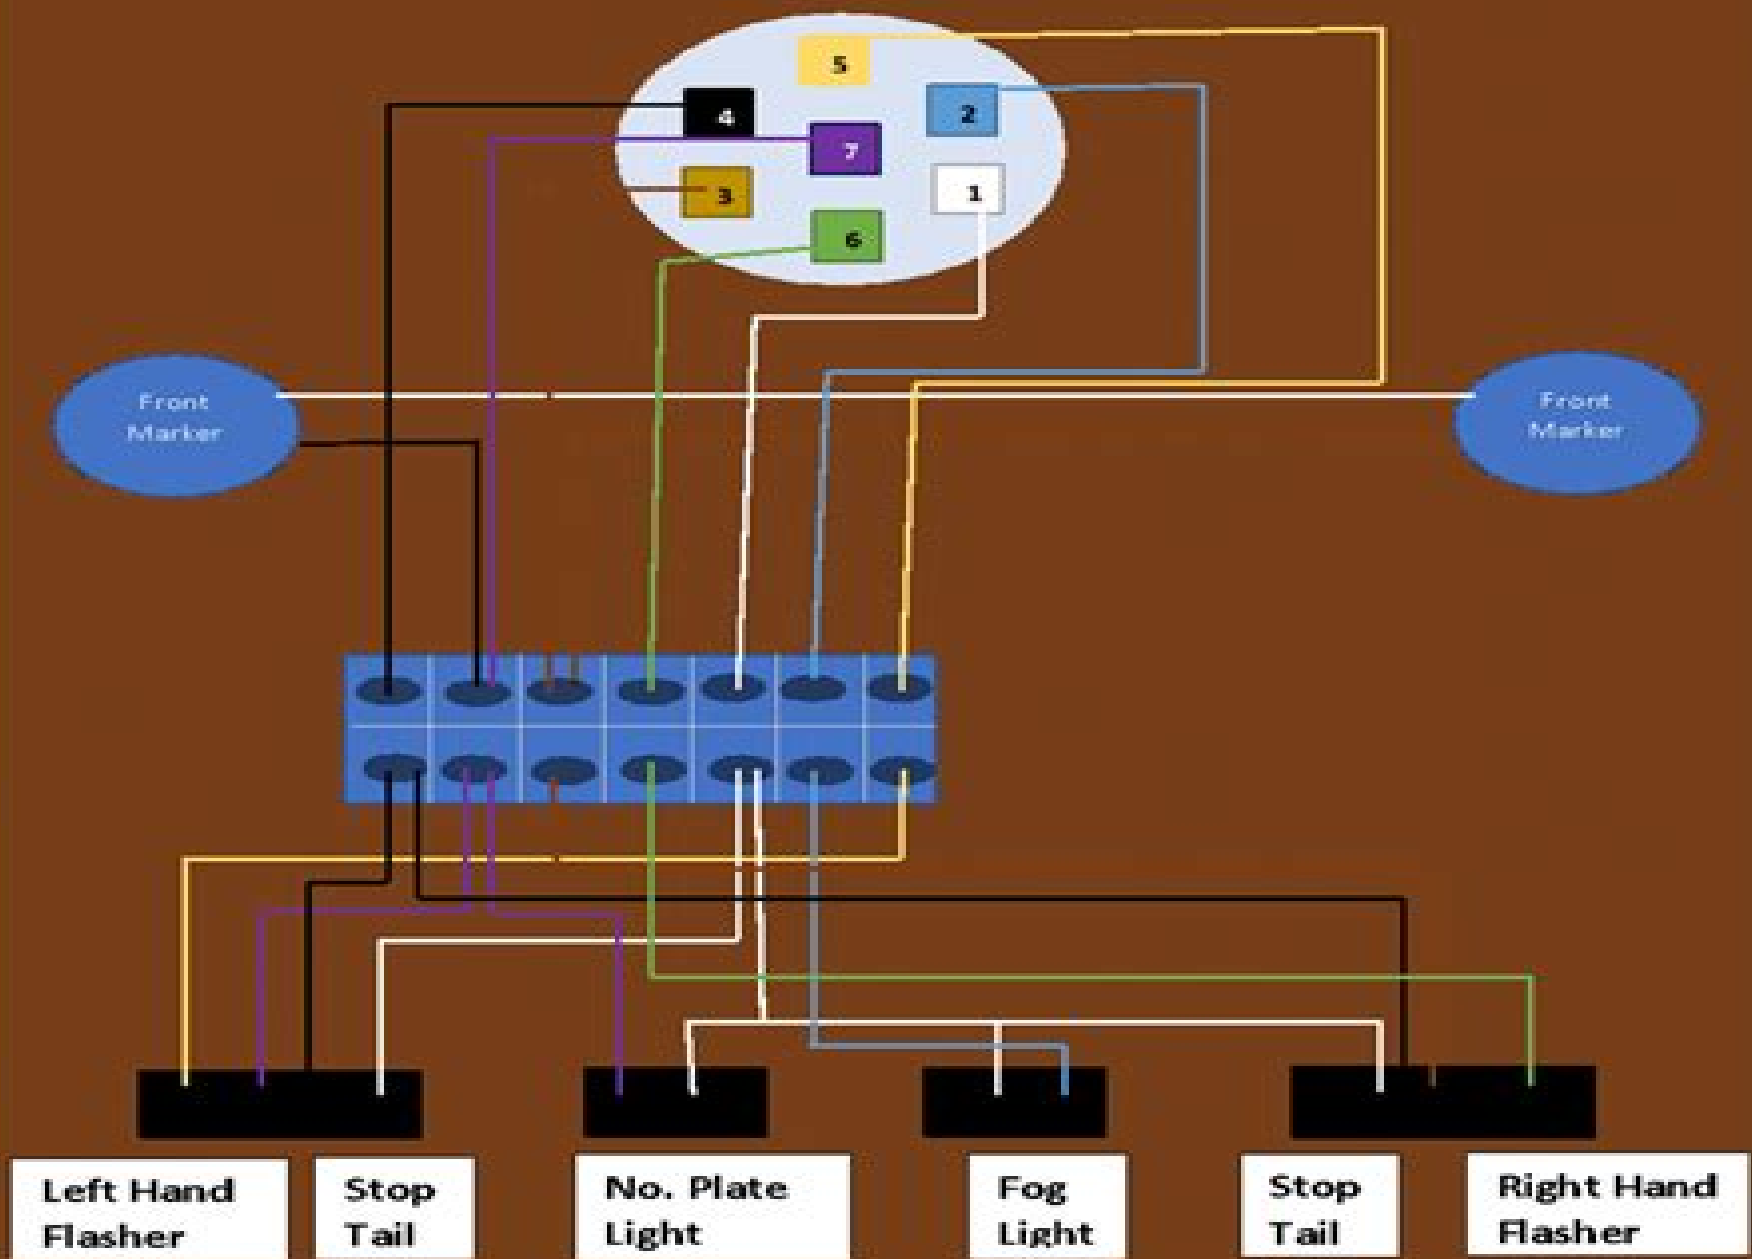 5
4
2
7
3
1
6
Front
Marker
Front
Marker
Left Hand
Flasher
Stop
Tail
No. Plate
Light
Fog
Light
Stop
Tail
Right Hand
Flasher